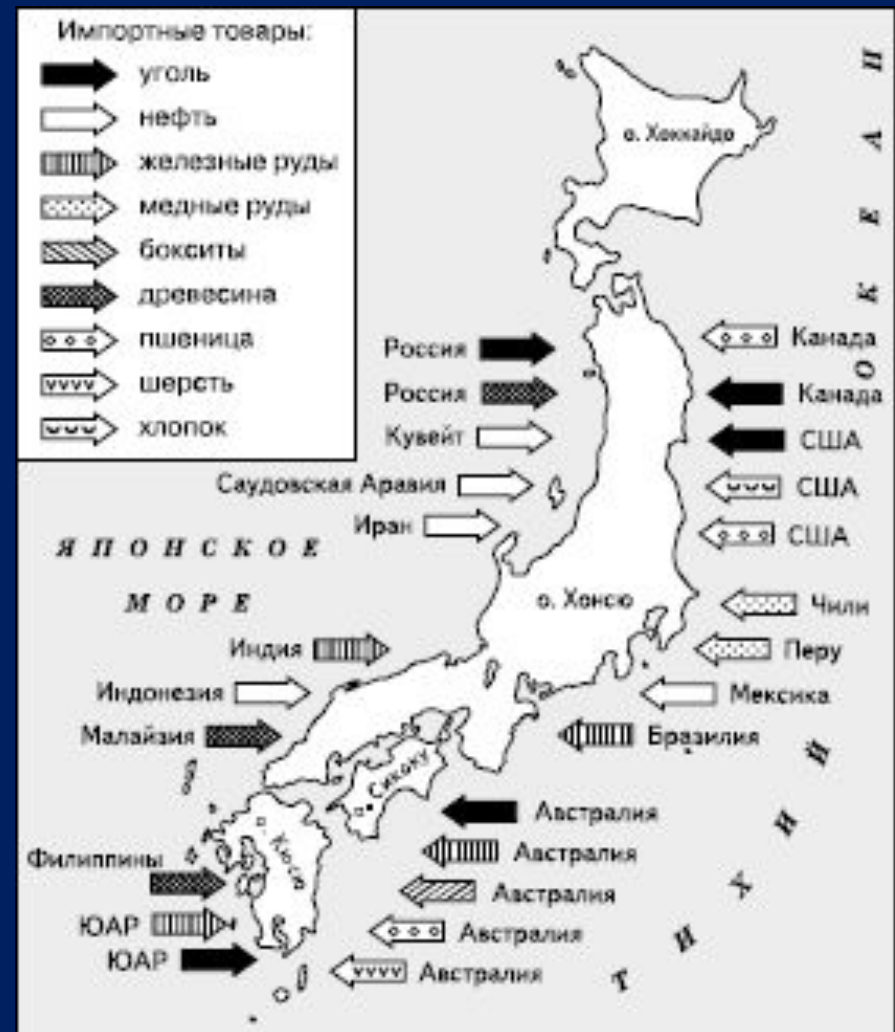 Импортные товары:
уголь
нефть
железные руды
медные руды
бокситы
древесина
пшеница
шерсть
хлопок
о. Хоккайдо
Россия
Канада
Россия
Канада
Кувейт
США
Саудовская Аравия
США
Иран
США
ЯПОНСКОЕ
МОРЕ
о. Хонсю
Чили
Индия
Перу
Индонезия
Мексика
Малайзия
Бразилия
о. Сикоку
Австралия
о. Кюсю
Австралия
Филиппины
Австралия
ЮАР
Австралия
ЮАР
Австралия
ТИХИЙ
ОКЕАН